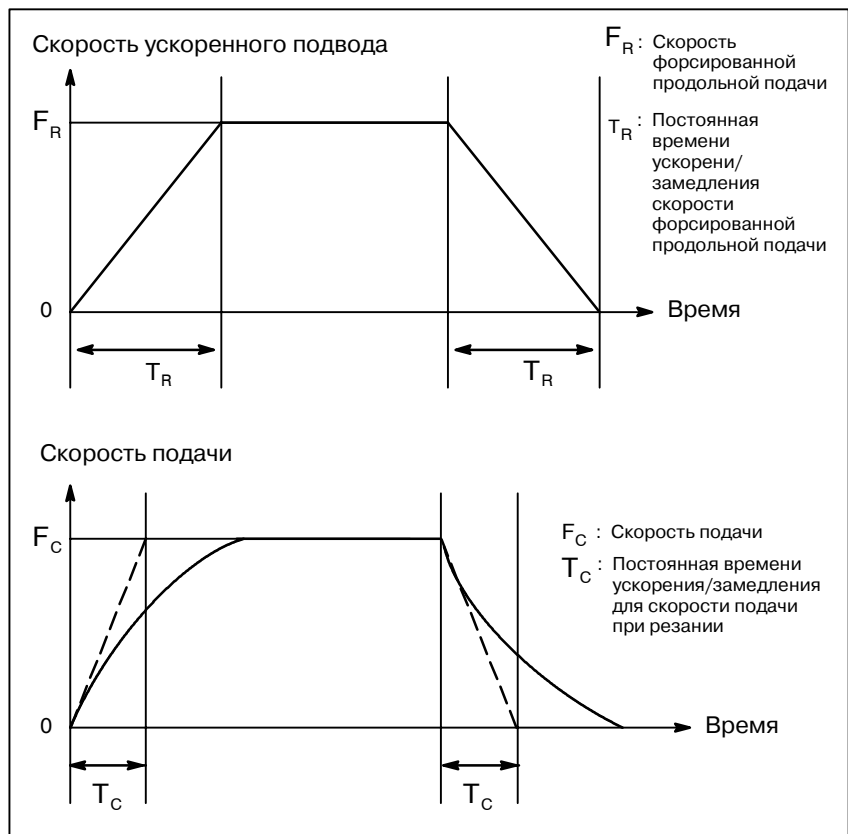 Скорость ускоренного подвода
F_R : Скорость
форсированной
продольной подачи
T_R : Постоянная
времени
ускорени/
замедления
скорости
форсированной
продольной подачи
F_R
0
Время
T_R
T_R
Скорость подачи
F_C
F_C : Скорость подачи
T_C : Постоянная времени
ускорения/замедления
для скорости подачи
при резании
0
Время
T_C
T_C